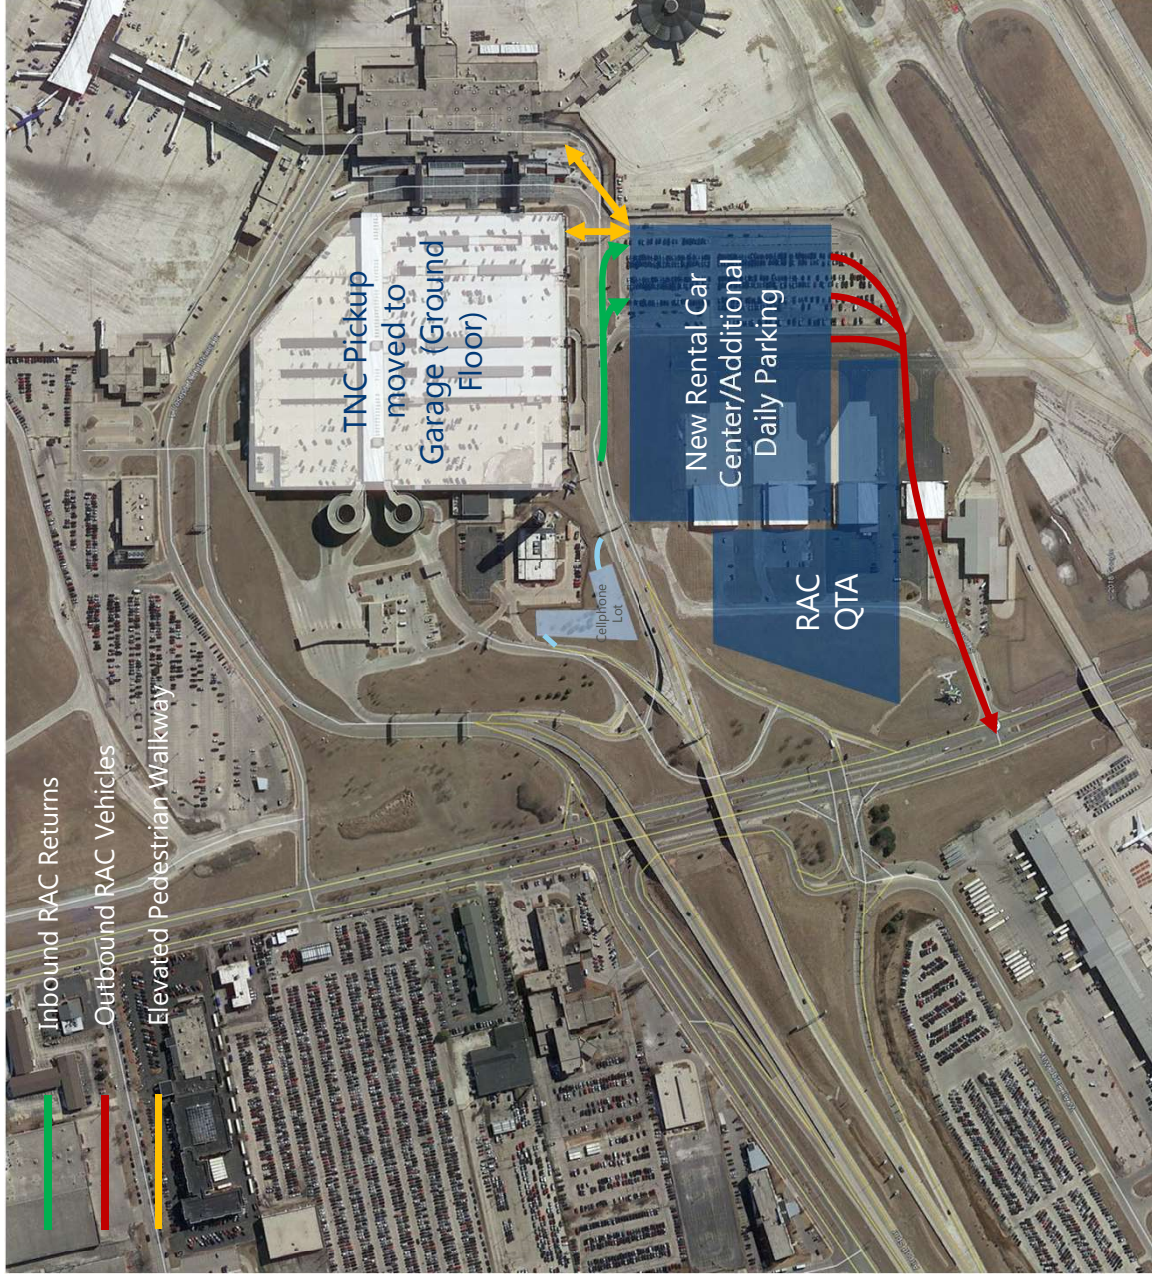 Inbound RAC Returns
Outbound RAC Vehicles
Elevated Pedestrian Walkway
TNC Pickup
moved to
Garage (Ground
Floor)
New Rental Car
Center/Additional
Daily Parking
RAC
QTA
Cellphone
Lot